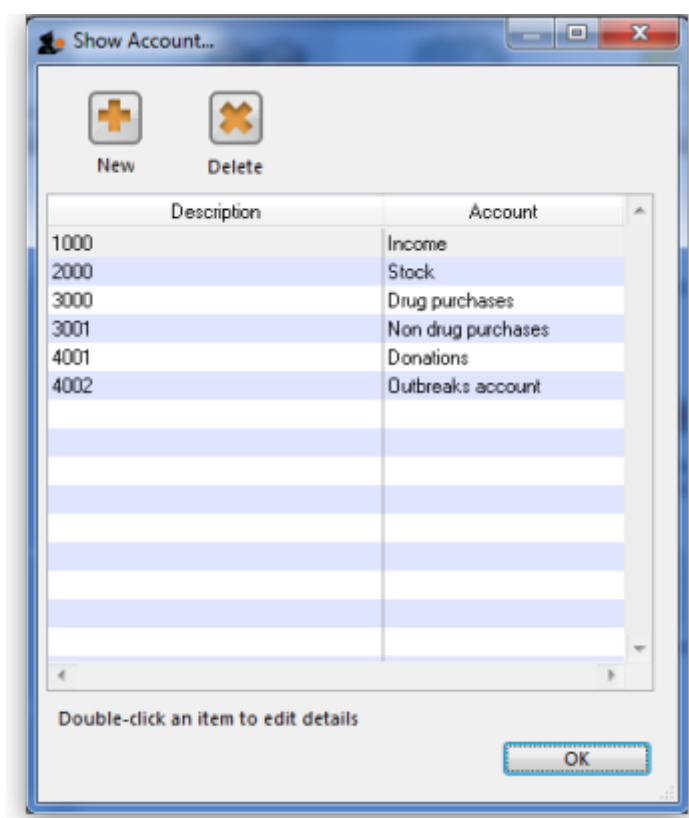 Show Account...
New Delete
Description Account
1000 Income
2000 Stock
3000 Drug purchases
3001 Non drug purchases
4001 Donations
4002 Outbreaks account
Double-click an item to edit details
OK